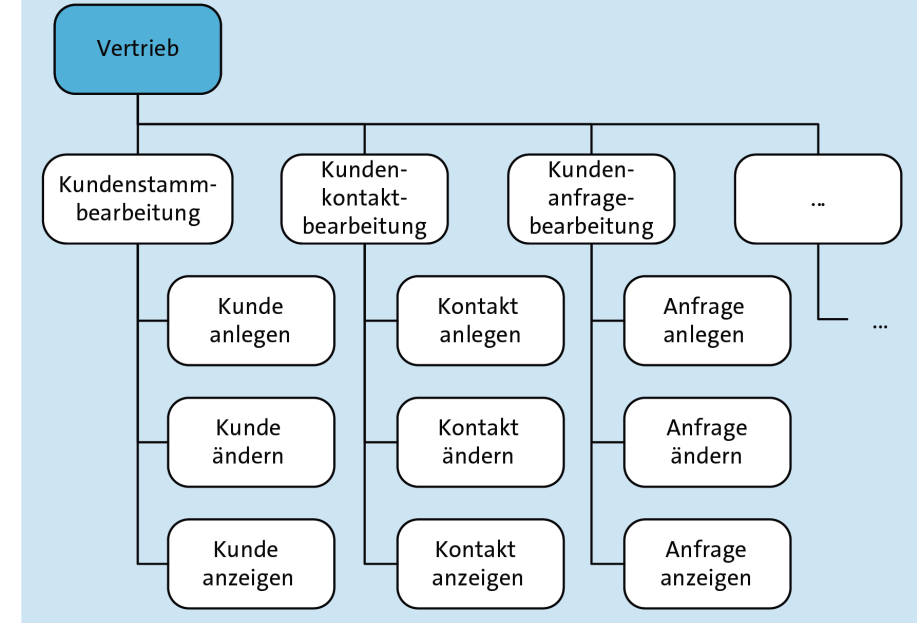 Vertrieb
Kundenstamm-
bearbeitung
Kunden-
kontakt-
bearbeitung
Kunden-
anfrage-
bearbeitung
...
Kunde
anlegen
Kontakt
anlegen
Anfrage
anlegen
...
Kunde
ändern
Kontakt
ändern
Anfrage
ändern
Kunde
anzeigen
Kontakt
anzeigen
Anfrage
anzeigen